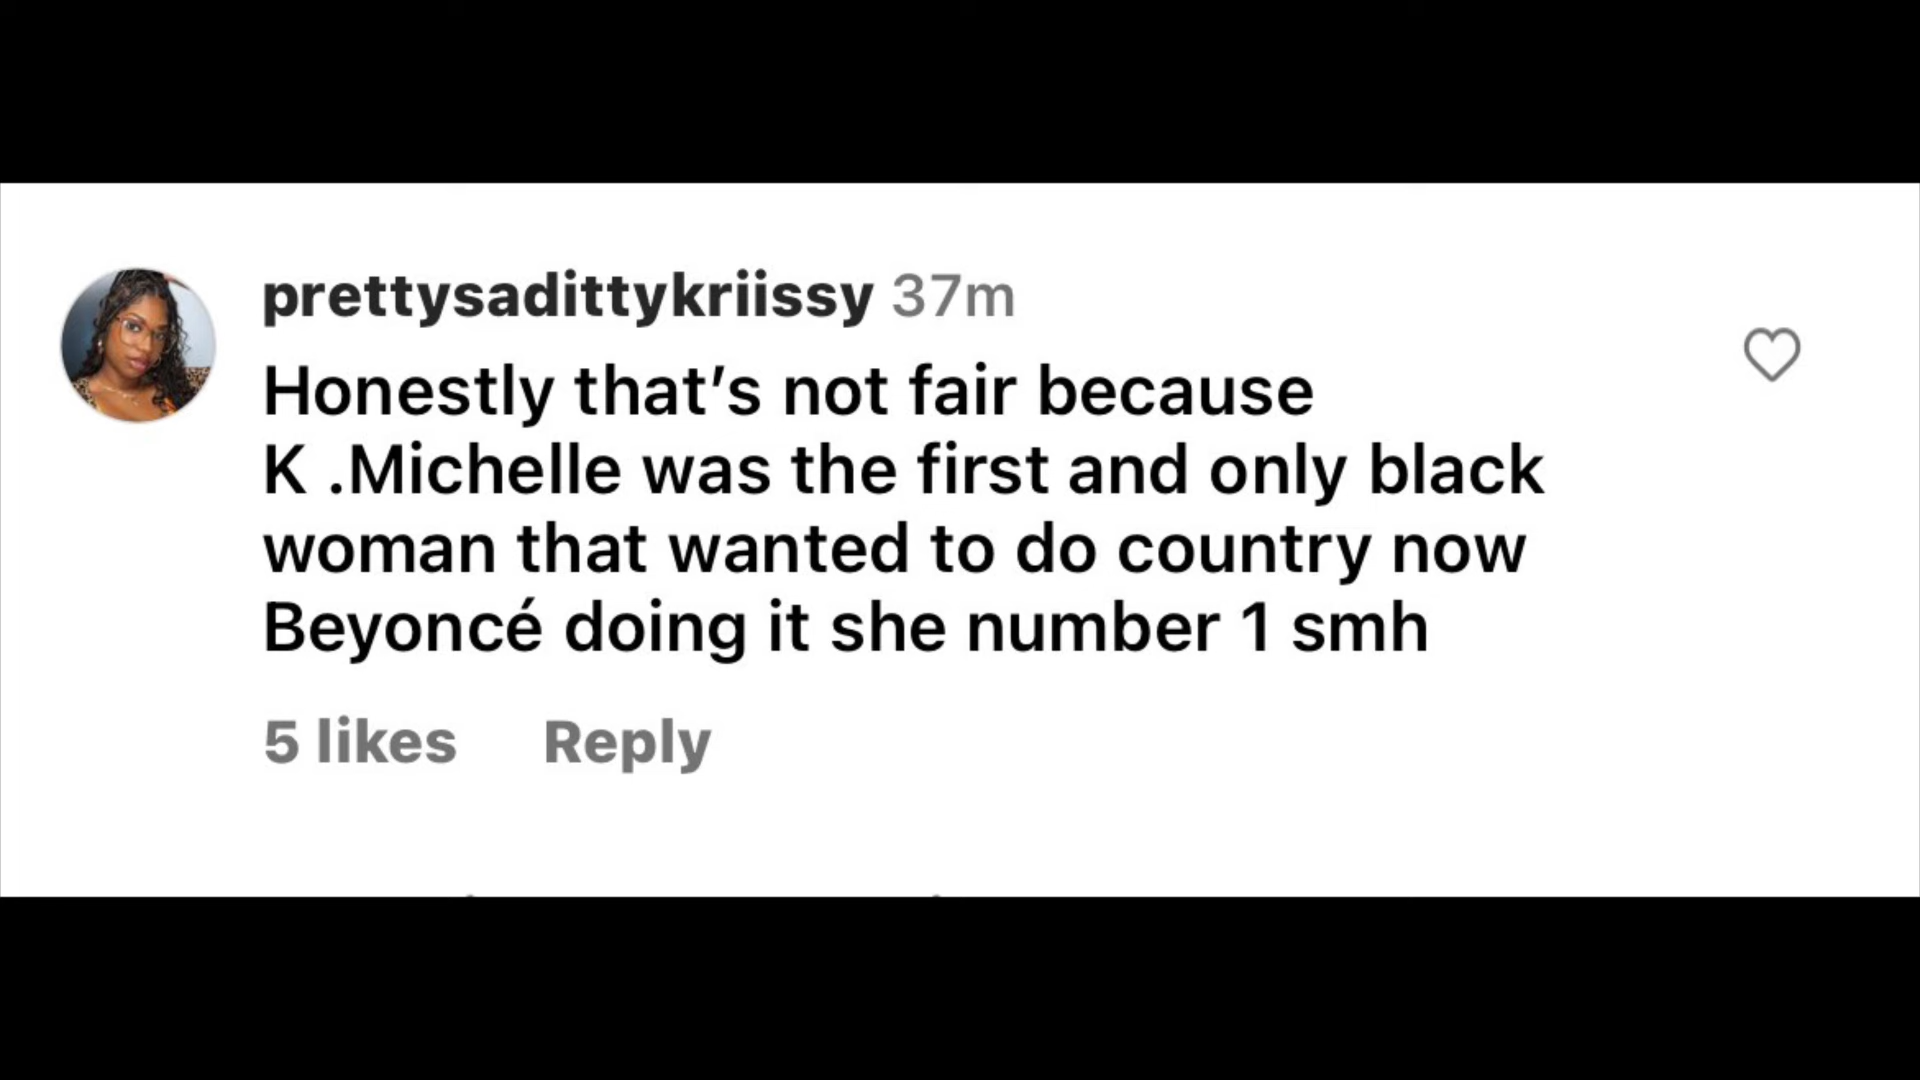 prettysadittykriissy 37m
Honestly that’s not fair because
K .Michelle was the first and only black
woman that wanted to do country now
Beyoncé doing it she number 1 smh
5 likes Reply